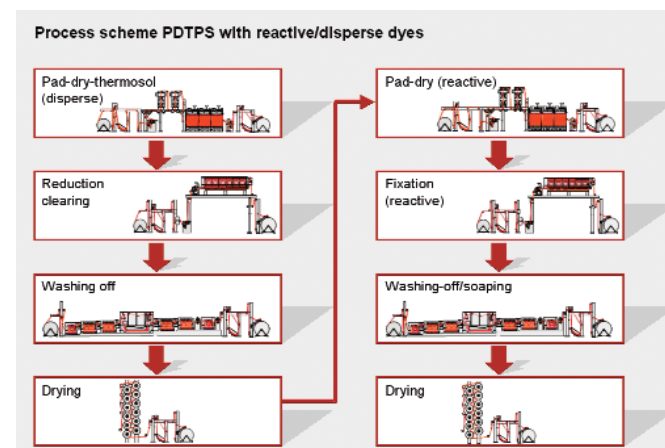 Process scheme PDTPS with reactive/disperse dyes
Pad-dry-thermosol
(disperse)
Reduction
clearing
Washing off
Drying
Pad-dry (reactive)
Fixation
(reactive)
Washing-off/soaping
Drying